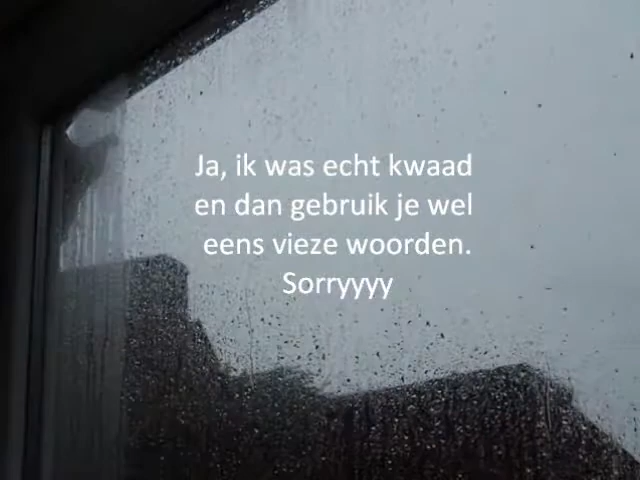 Ja, ik was echt kwaad
en dan gebruik je wel
eens vieze woorden.
Sorryyyy